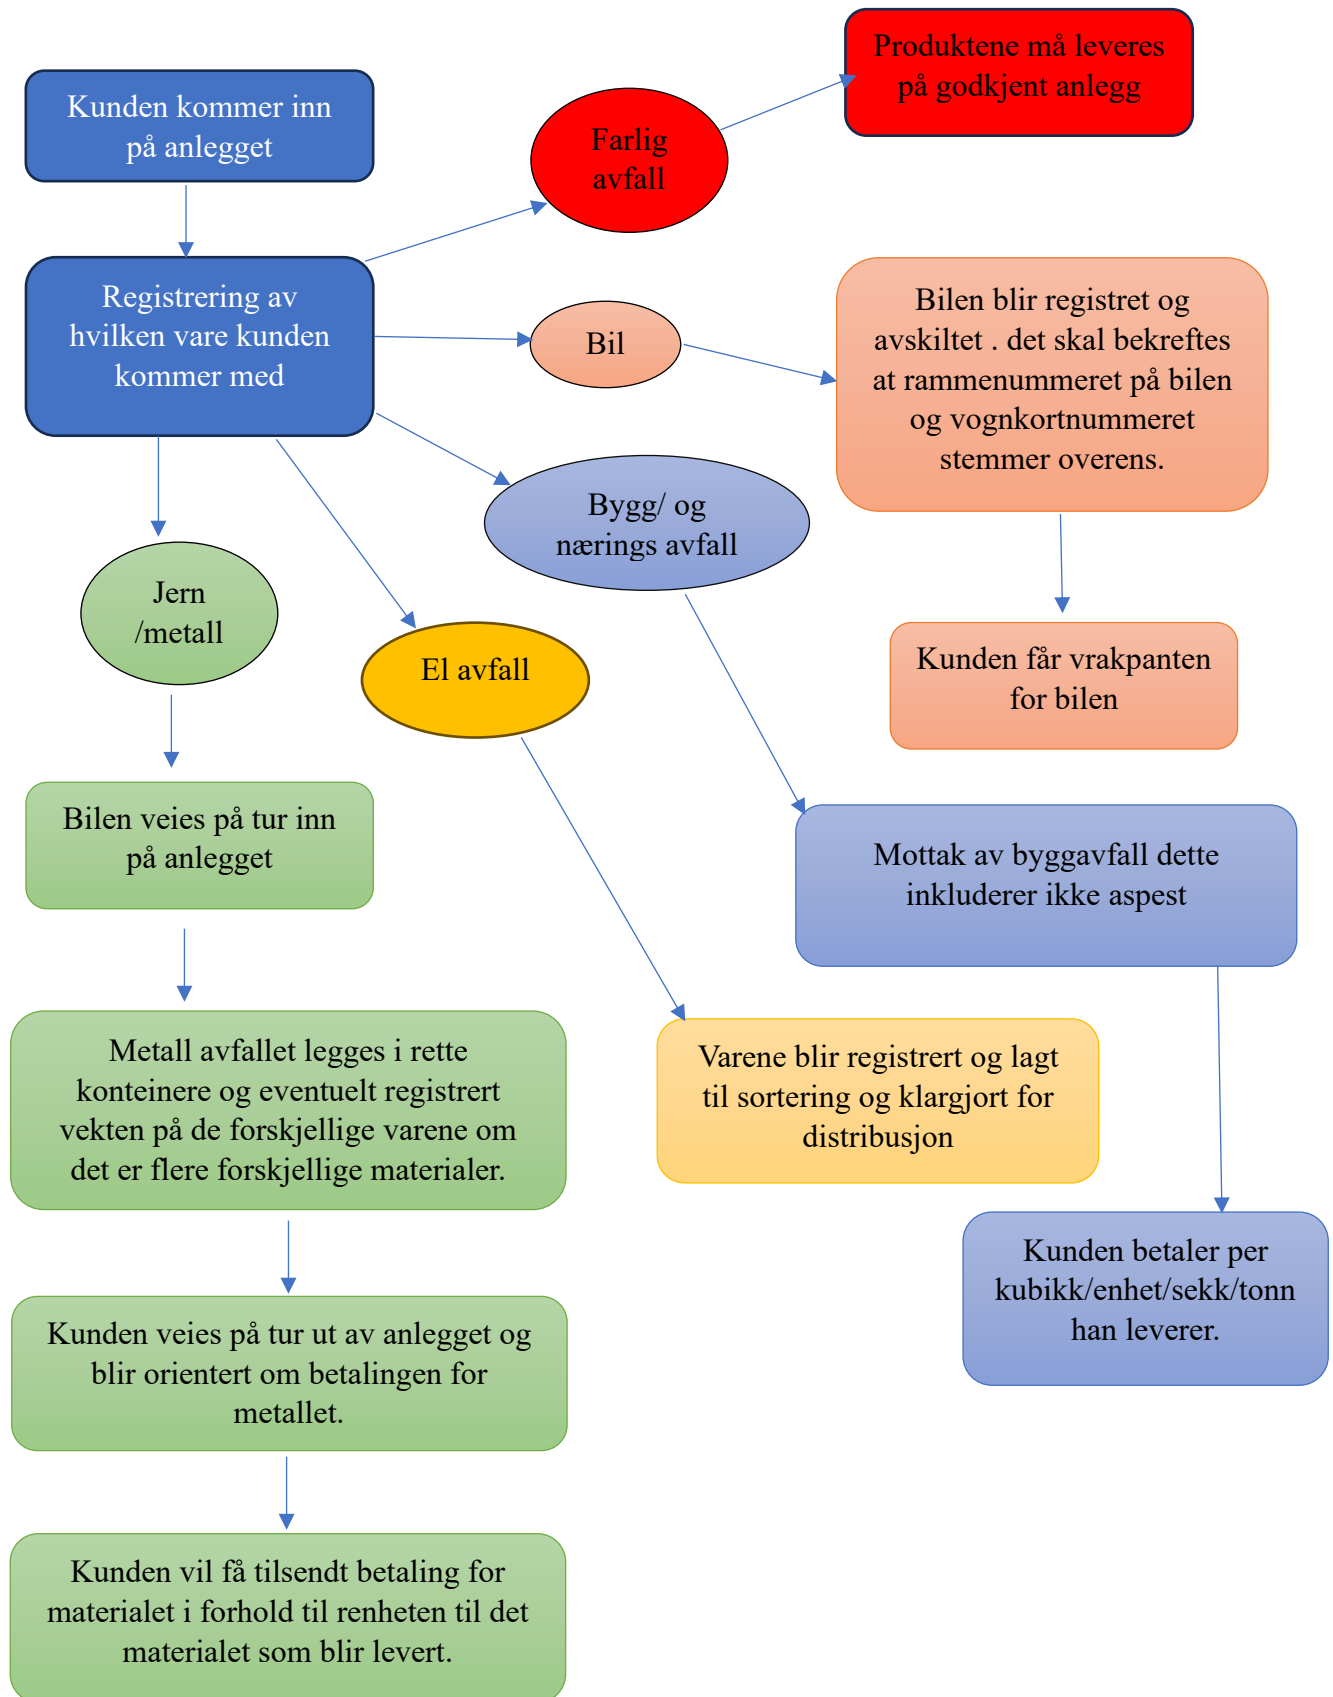 Produktene må leveres
på godkjent anlegg
Kunden kommer inn
på anlegget
Farlig
avfall
Registrering av
hvilken vare kunden
kommer med
Bil
Bilen blir registret og
avskiltet . det skal bekreftes
at rammenummeret på bilen
og vognkortnummeret
stemmer overens.
Bygg/ og
nærings avfall
Jern
/metall
El avfall
Kunden får vrakpanten
for bilen
Bilen veies på tur inn
på anlegget
Mottak av byggavfall dette
inkluderer ikke aspest
Metall avfallet legges i rette
konteinere og eventuelt registrert
vekten på de forskjellige varene om
det er flere forskjellige materialer.
Varene blir registrert og lagt
til sortering og klargjort for
distribusjon
Kunden betaler per
kubikk/enhet/sekk/tonn
han leverer.
Kunden veies på tur ut av anlegget og
blir orientert om betalingen for
metallet.
Kunden vil få tilsendt betaling for
materialet i forhold til renheten til det
materialet som blir levert.